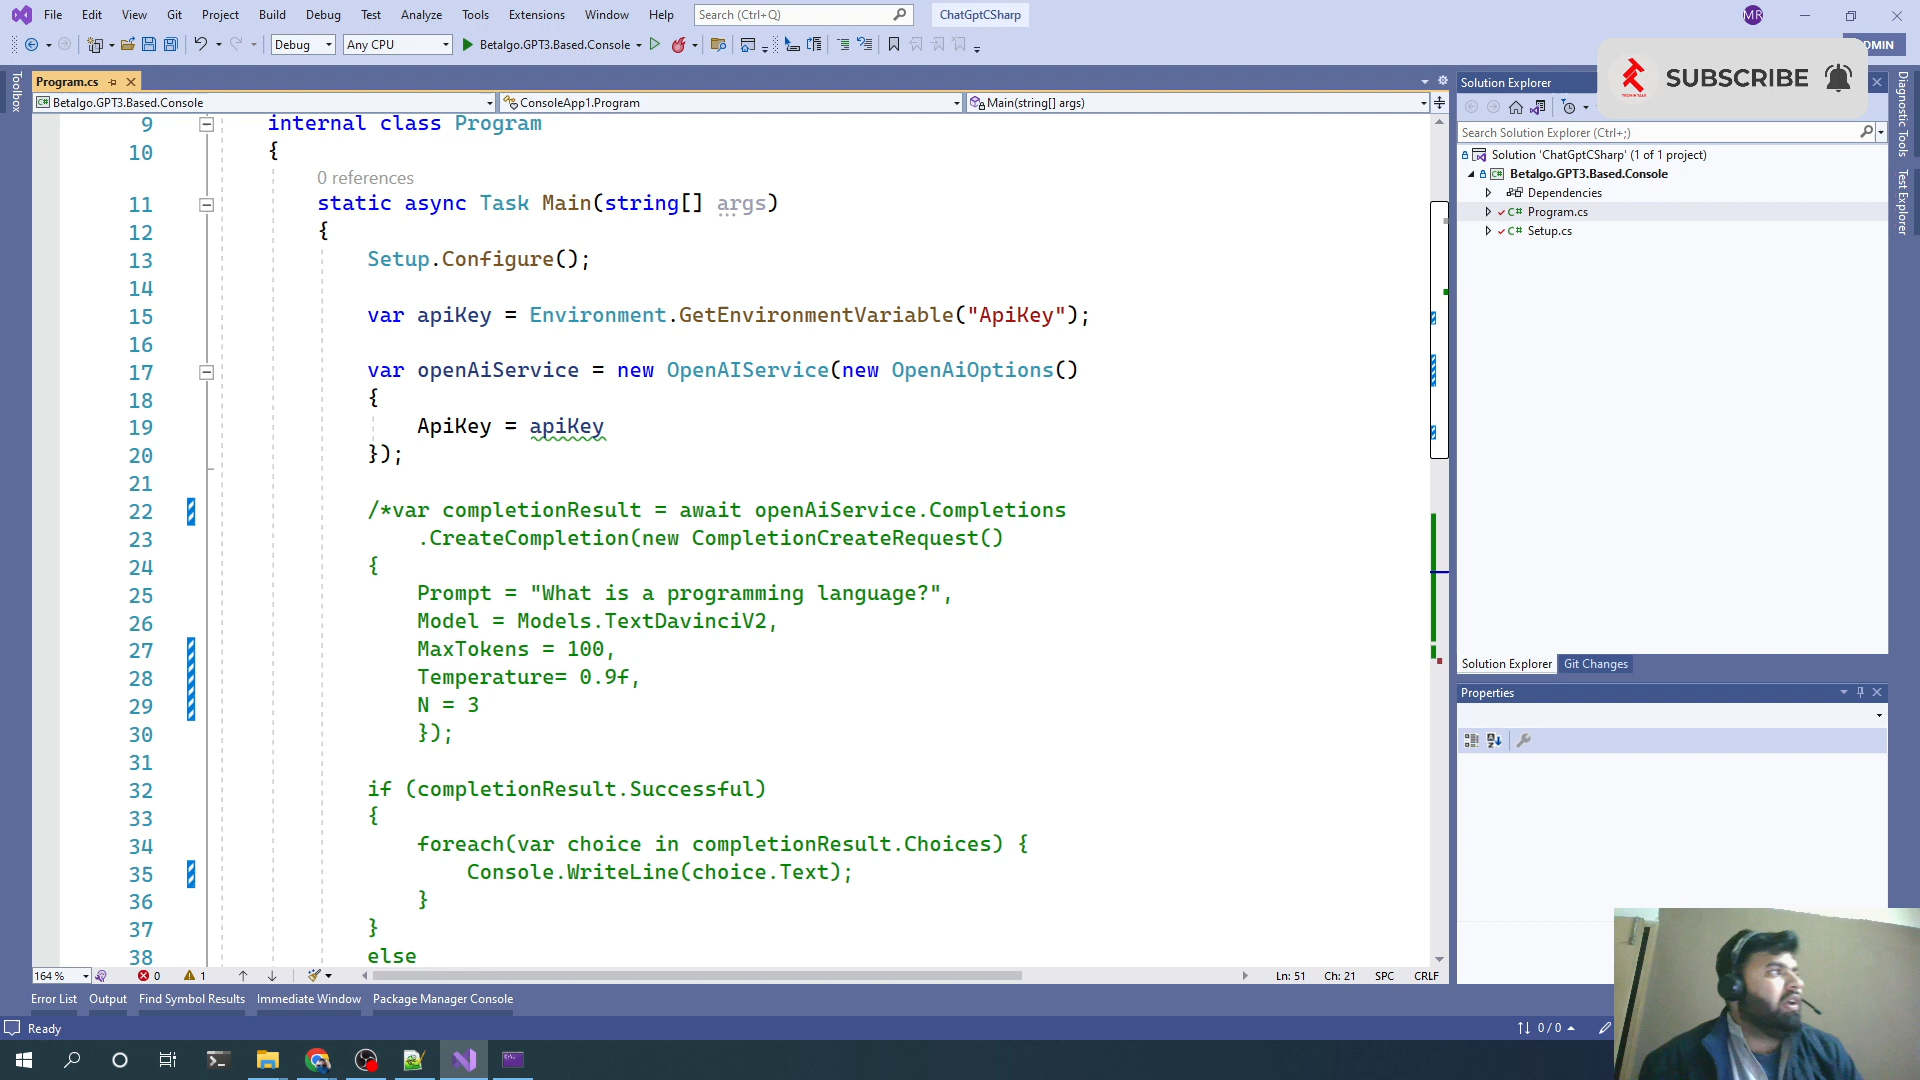 File Edit View Git Project Build Debug Test Analyze Tools Extensions Window Help Search (Ctrl+Q) ChatGptCSharp MR
Debug Any CPU Betalgo.GPT3.Based.Console
SUBSCRIBE
Toolbox
Program.cs
Betalgo.GPT3.Based.Console ConsoleApp1.Program Main(string[] args)
9 internal class Program
10 {
0 references
11 static async Task Main(string[] args)
12 {
13 Setup.Configure();
14
15 var apiKey = Environment.GetEnvironmentVariable("ApiKey");
16
17 var openAiService = new OpenAIService(new OpenAiOptions()
18 {
19 ApiKey = apiKey
20 });
21
22 /*var completionResult = await openAiService.Completions
23 .CreateCompletion(new CompletionCreateRequest()
24 {
25 Prompt = "What is a programming language?",
26 Model = Models.TextDavinciV2,
27 MaxTokens = 100,
28 Temperature= 0.9f,
29 N = 3
30 });
31
32 if (completionResult.Successful)
33 {
34 foreach(var choice in completionResult.Choices) {
35 Console.WriteLine(choice.Text);
36 }
37 }
38 else
164 % 0 1 Ln: 51 Ch: 21 SPC CRLF
Error List Output Find Symbol Results Immediate Window Package Manager Console
Ready 0 / 0
Solution Explorer
Search Solution Explorer (Ctrl+;)
Solution 'ChatGptCSharp' (1 of 1 project)
Betalgo.GPT3.Based.Console
Dependencies
C# Program.cs
C# Setup.cs
Solution Explorer Git Changes
Properties
Diagnostic Tools
Test Explorer